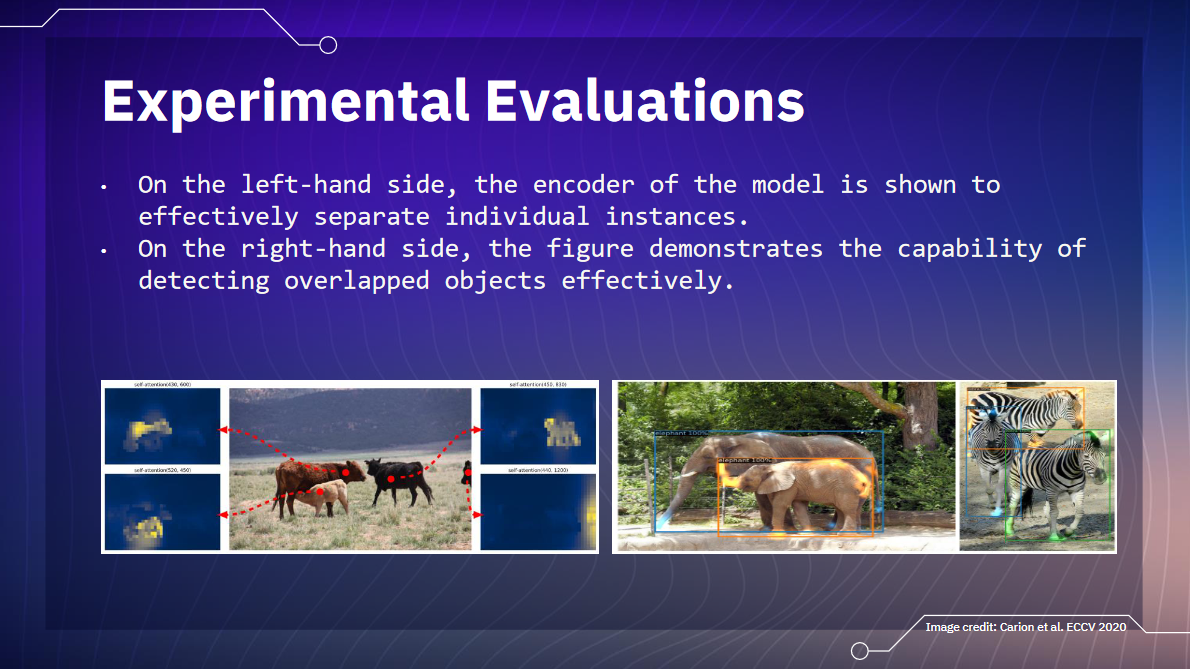 Experimental Evaluations
• On the left-hand side, the encoder of the model is shown to
effectively separate individual instances.
• On the right-hand side, the figure demonstrates the capability of
detecting overlapped objects effectively.
self-attention(430, 600)
self-attention(450, 830)
self-attention(520, 450)
self-attention(440, 1200)
elephant 100%
elephant 100%
Image credit: Carion et al. ECCV 2020